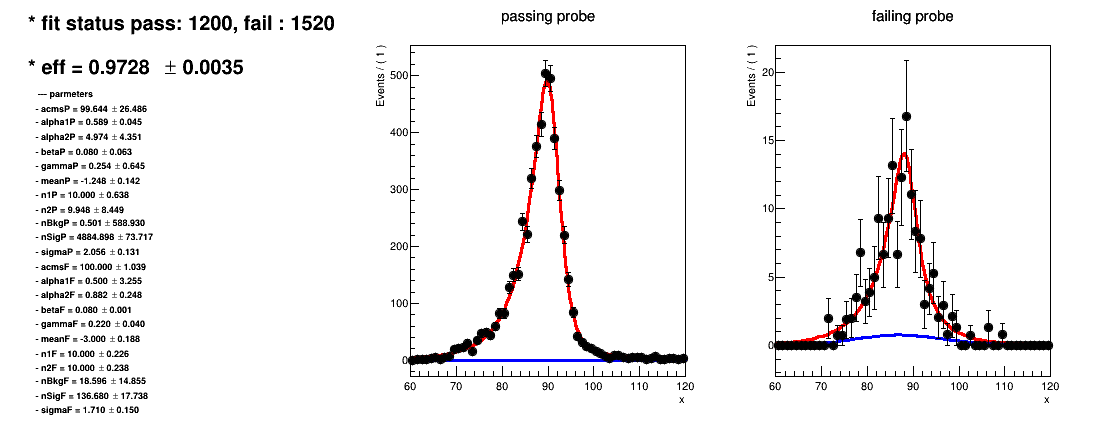 * fit status pass: 1200, fail : 1520
* eff = 0.9728 ± 0.0035
--- parmeters
- acmsP = 99.644 ± 26.486
- alpha1P = 0.589 ± 0.045
- alpha2P = 4.974 ± 4.351
- betaP = 0.080 ± 0.063
- gammaP = 0.254 ± 0.645
- meanP = -1.248 ± 0.142
- n1P = 10.000 ± 0.638
- n2P = 9.948 ± 8.449
- nBkgP = 0.501 ± 588.930
- nSigP = 4884.898 ± 73.717
- sigmaP = 2.056 ± 0.131
- acmsF = 100.000 ± 1.039
- alpha1F = 0.500 ± 3.255
- alpha2F = 0.882 ± 0.248
- betaF = 0.080 ± 0.001
- gammaF = 0.220 ± 0.040
- meanF = -3.000 ± 0.188
- n1F = 10.000 ± 0.226
- n2F = 10.000 ± 0.238
- nBkgF = 18.596 ± 14.855
- nSigF = 136.680 ± 17.738
- sigmaF = 1.710 ± 0.150
passing probe
Events / ( 1 )
500
400
300
200
100
0
60 70 80 90 100 110 120
x
failing probe
Events / ( 1 )
20
15
10
5
0
60 70 80 90 100 110 120
x